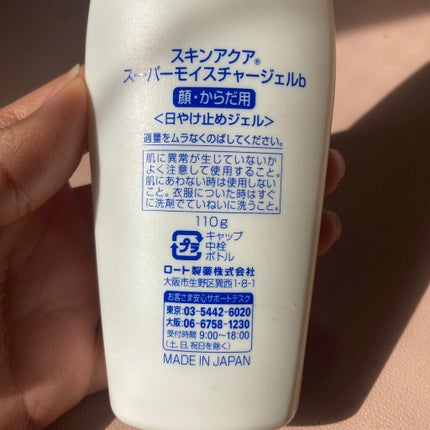 スキンアクア®
スーパーモイスチャージェルb
顔・からだ用
<日やけ止めジェル>
適量をムラなくのばしてください。
肌に異常が生じていないか
よく注意して使用すること。
肌にあわない時は使用しない
こと。衣服についた時はすぐ
に洗剤でていねいに洗うこと。
110g
プラ
キャップ
中栓
ボトル
ロート製薬株式会社
大阪市生野区巽西1-8-1
お客さま安心サポートデスク
東京:03-5442-6020
大阪:06-6758-1230
受付時間 9:00~18:00
(土、日、祝日を除く)
MADE IN JAPAN